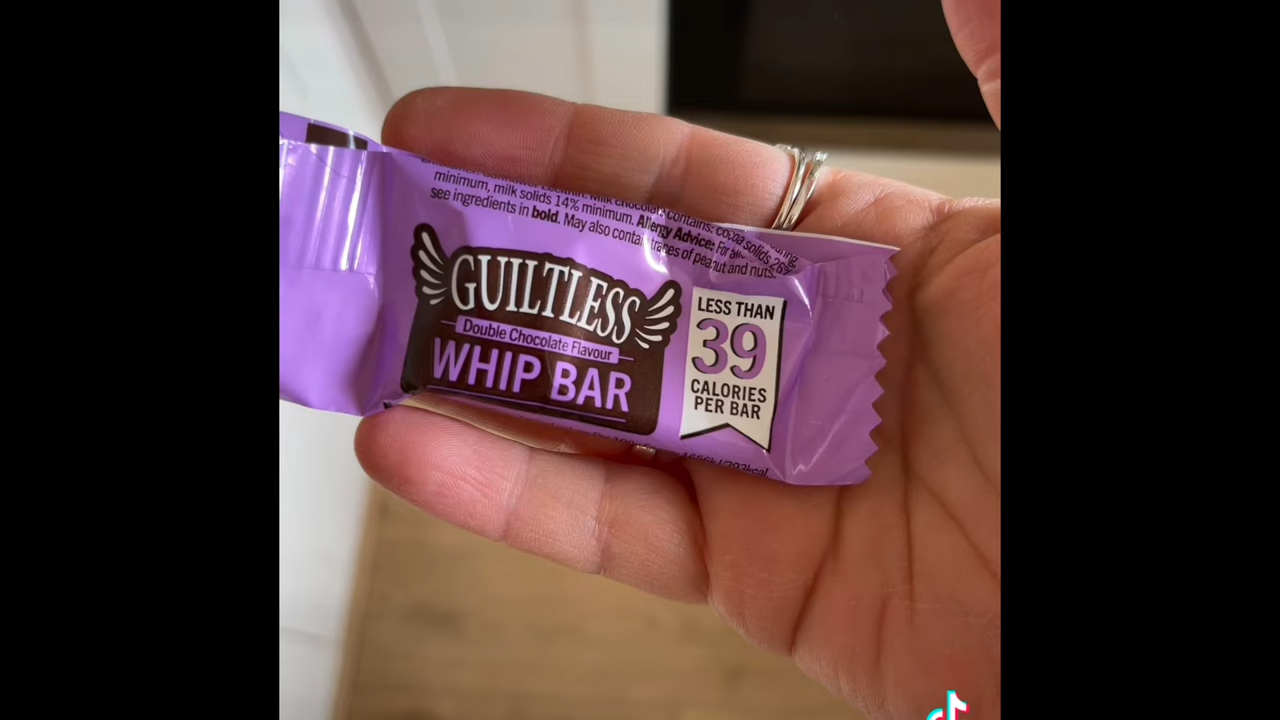 minimum, milk solids 14% minimum. Allergy Advice: For
see ingredients in bold. May also contain traces of peanut and nuts.
GUILTLESS
Double Chocolate Flavour
WHIP BAR
LESS THAN
39
CALORIES
PER BAR